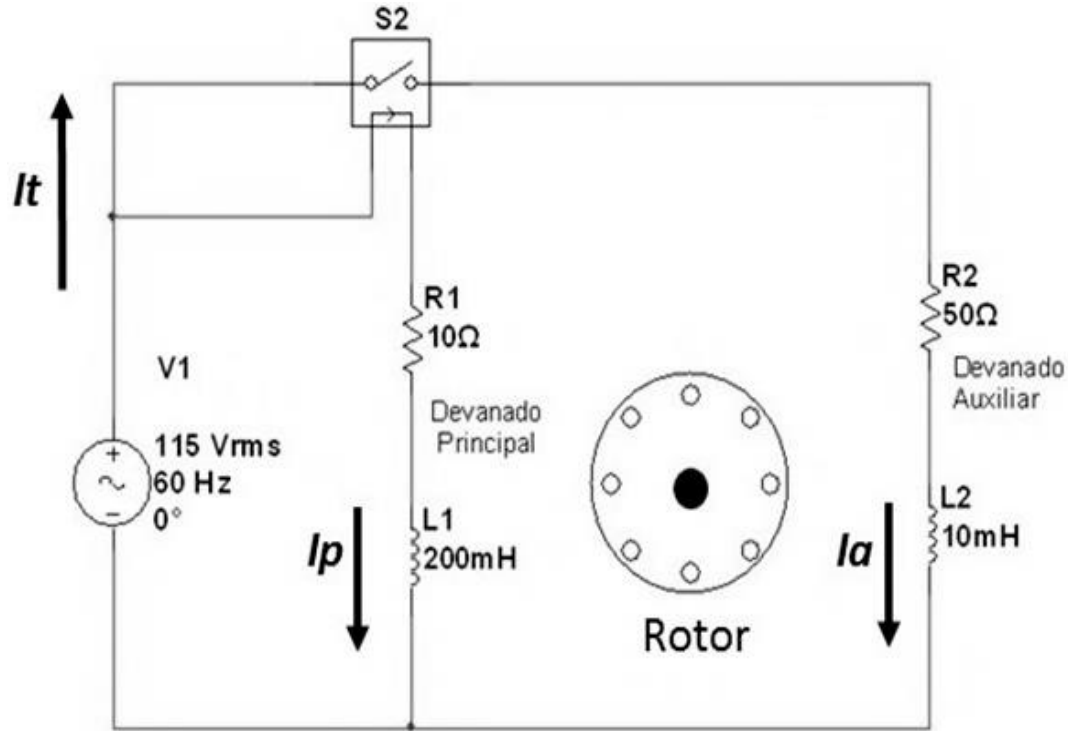 S2
It
R1
10Ω
R2
50Ω
V1
Devanado
Principal
Devanado
Auxiliar
+
115 Vrms
60 Hz
−
0°
L1
200mH
L2
10mH
Ip
Ia
Rotor